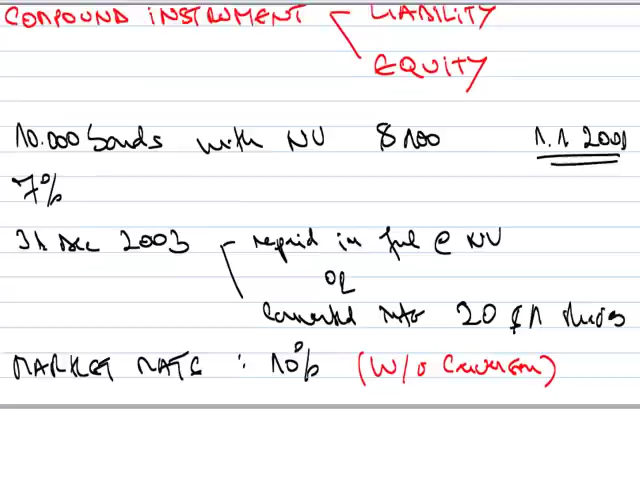 COMPOUND INSTRUMENT LIABILITY
EQUITY
10.000 bonds with NV $100 1.1 2001
7%
31 Dec 2003 repaid in full @ NV
OR
converted into 20 $1 shares
MARKET RATE : 10% (W/O Conversion)